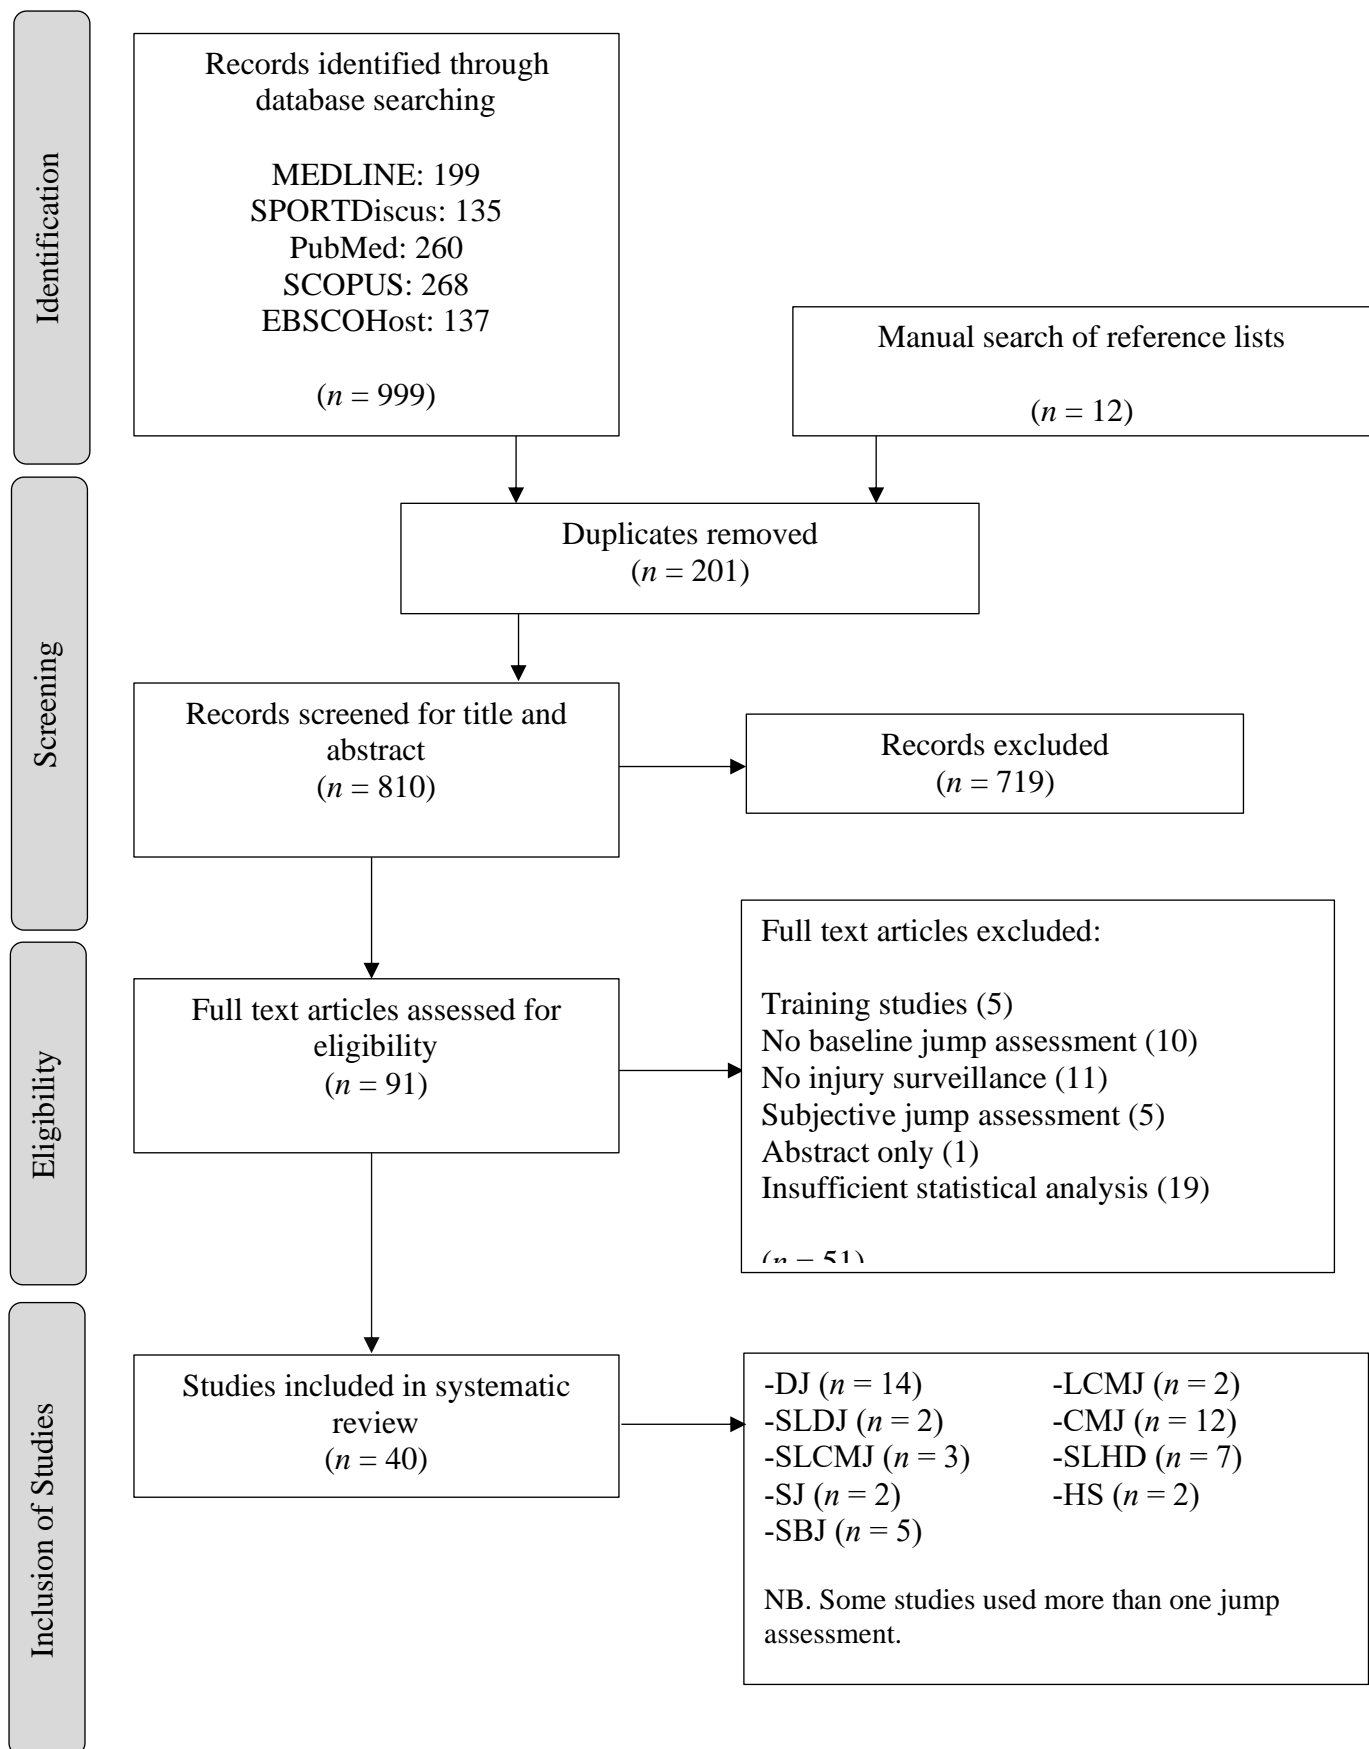 Identification
Records identified through
database searching
MEDLINE: 199
SPORTDiscus: 135
PubMed: 260
SCOPUS: 268
EBSCOHost: 137
(n = 999)
Manual search of reference lists
(n = 12)
Screening
Duplicates removed
(n = 201)
Records screened for title and
abstract
(n = 810)
Records excluded
(n = 719)
Eligibility
Full text articles assessed for
eligibility
(n = 91)
Full text articles excluded:
Training studies (5)
No baseline jump assessment (10)
No injury surveillance (11)
Subjective jump assessment (5)
Abstract only (1)
Insufficient statistical analysis (19)
(n = 51)
Inclusion of Studies
Studies included in systematic
review
(n = 40)
-DJ (n = 14) -LCMJ (n = 2)
-SLDJ (n = 2) -CMJ (n = 12)
-SLCMJ (n = 3) -SLHD (n = 7)
-SJ (n = 2) -HS (n = 2)
-SBJ (n = 5)
NB. Some studies used more than one jump
assessment.